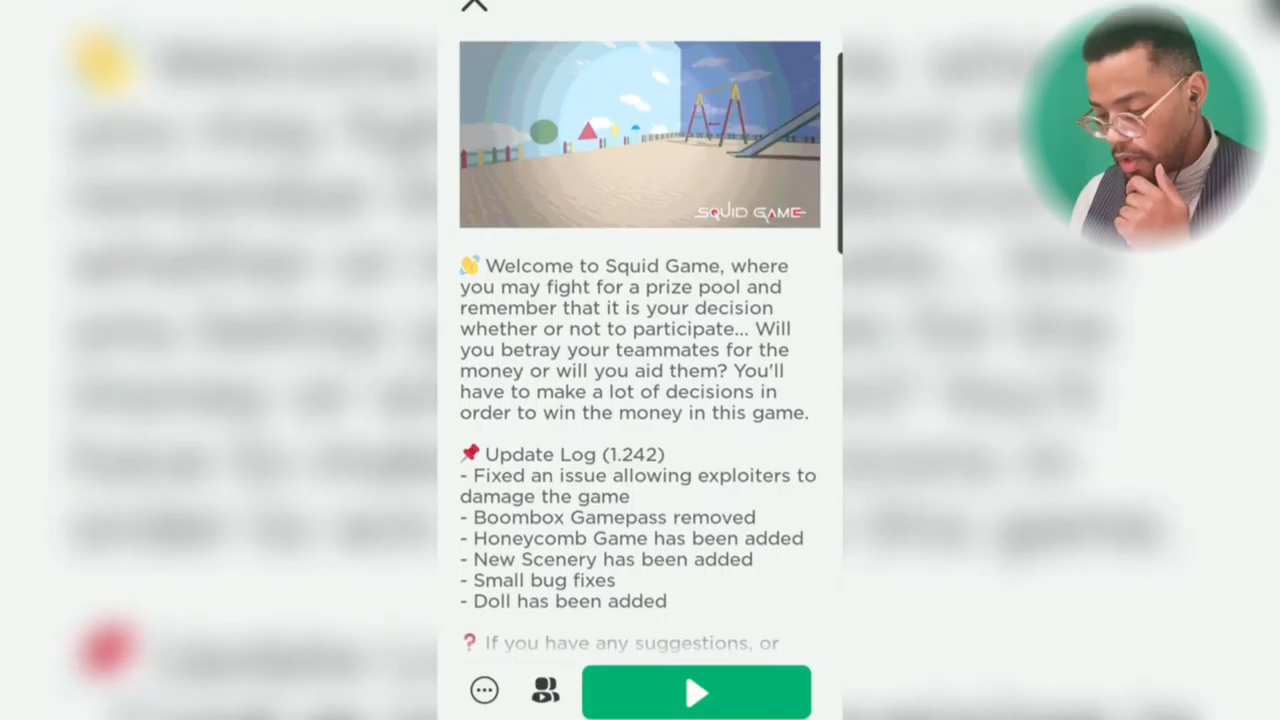 SQUID GAME
Welcome to Squid Game, where
you may fight for a prize pool and
remember that it is your decision
whether or not to participate... Will
you betray your teammates for the
money or will you aid them? You'll
have to make a lot of decisions in
order to win the money in this game.
Update Log (1.242)
- Fixed an issue allowing exploiters to
damage the game
- Boombox Gamepass removed
- Honeycomb Game has been added
- New Scenery has been added
- Small bug fixes
- Doll has been added
If you have any suggestions, or